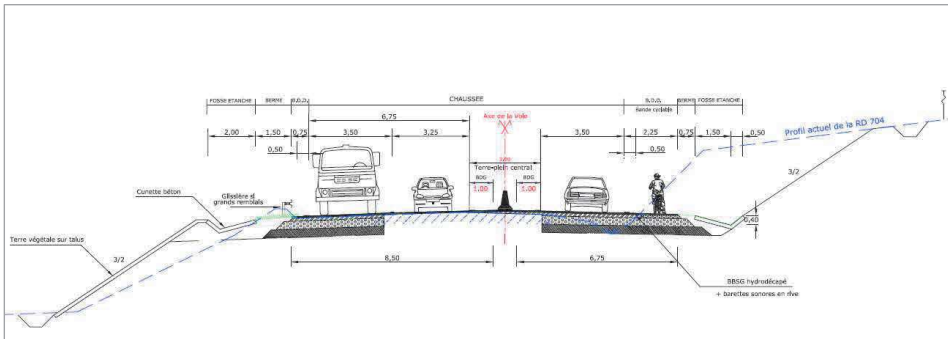 FOSSE ETANCHE
BERME
B.D.D.
CHAUSSEE
B.D.D.
Bande cyclable
BERME
FOSSE ETANCHE
Axe de la Voie
2,00
1,50
0,75
0,50
6,75
3,50
3,25
3,50
2,25
0,50
0,75
1,50
0,50
Profil actuel de la RD 704
Terre-plein central
BDG
BDG
1,00
1,00
3/2
Cunette béton
Glissière si
grands remblais
Terre végétale sur talus
3/2
0,40
8,50
6,75
BBSG hydrodécapé
+ barettes sonores en rive